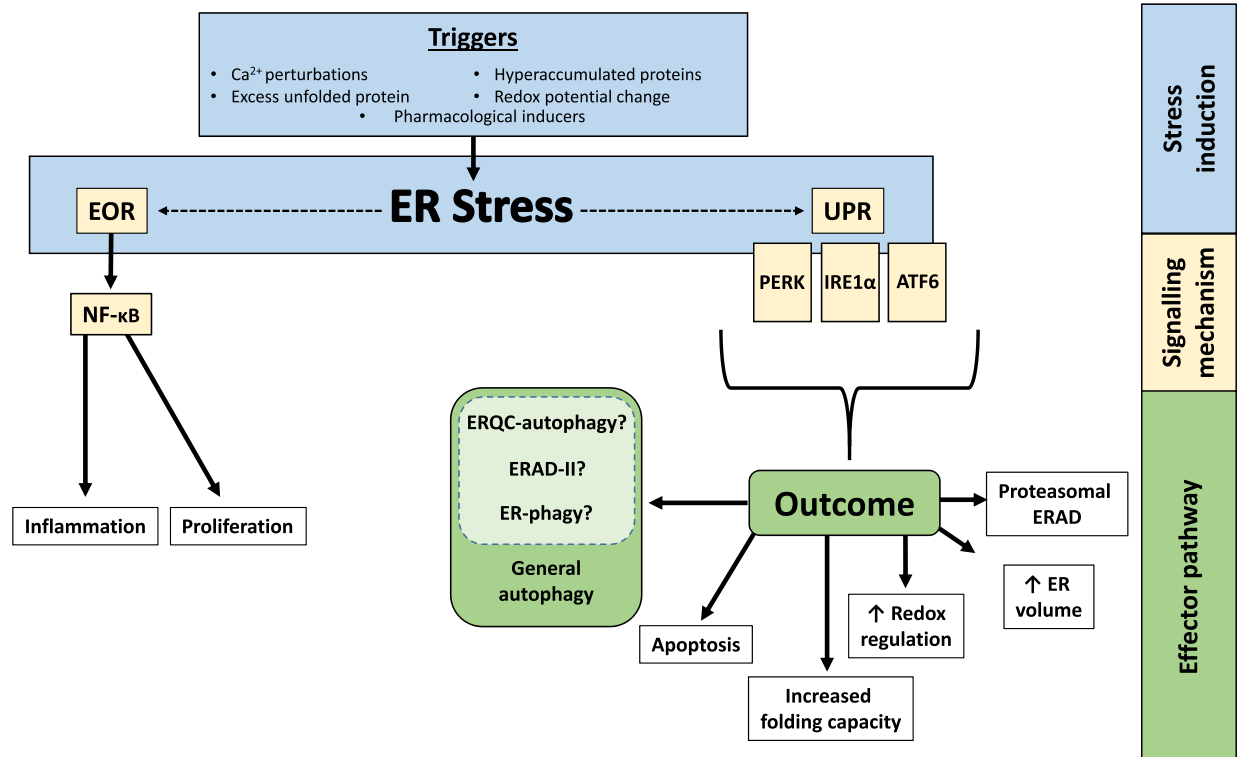 Triggers
• Ca2+ perturbations
• Hyperaccumulated proteins
• Excess unfolded protein
• Redox potential change
• Pharmacological inducers
EOR
ER Stress
UPR
PERK
IRE1α
ATF6
NF-κB
Inflammation
Proliferation
ERQC-autophagy?
ERAD-II?
ER-phagy?
General
autophagy
Outcome
Proteasomal
ERAD
↑ ER
volume
↑ Redox
regulation
Apoptosis
Increased
folding capacity
Stress
induction
Signalling
mechanism
Effector pathway